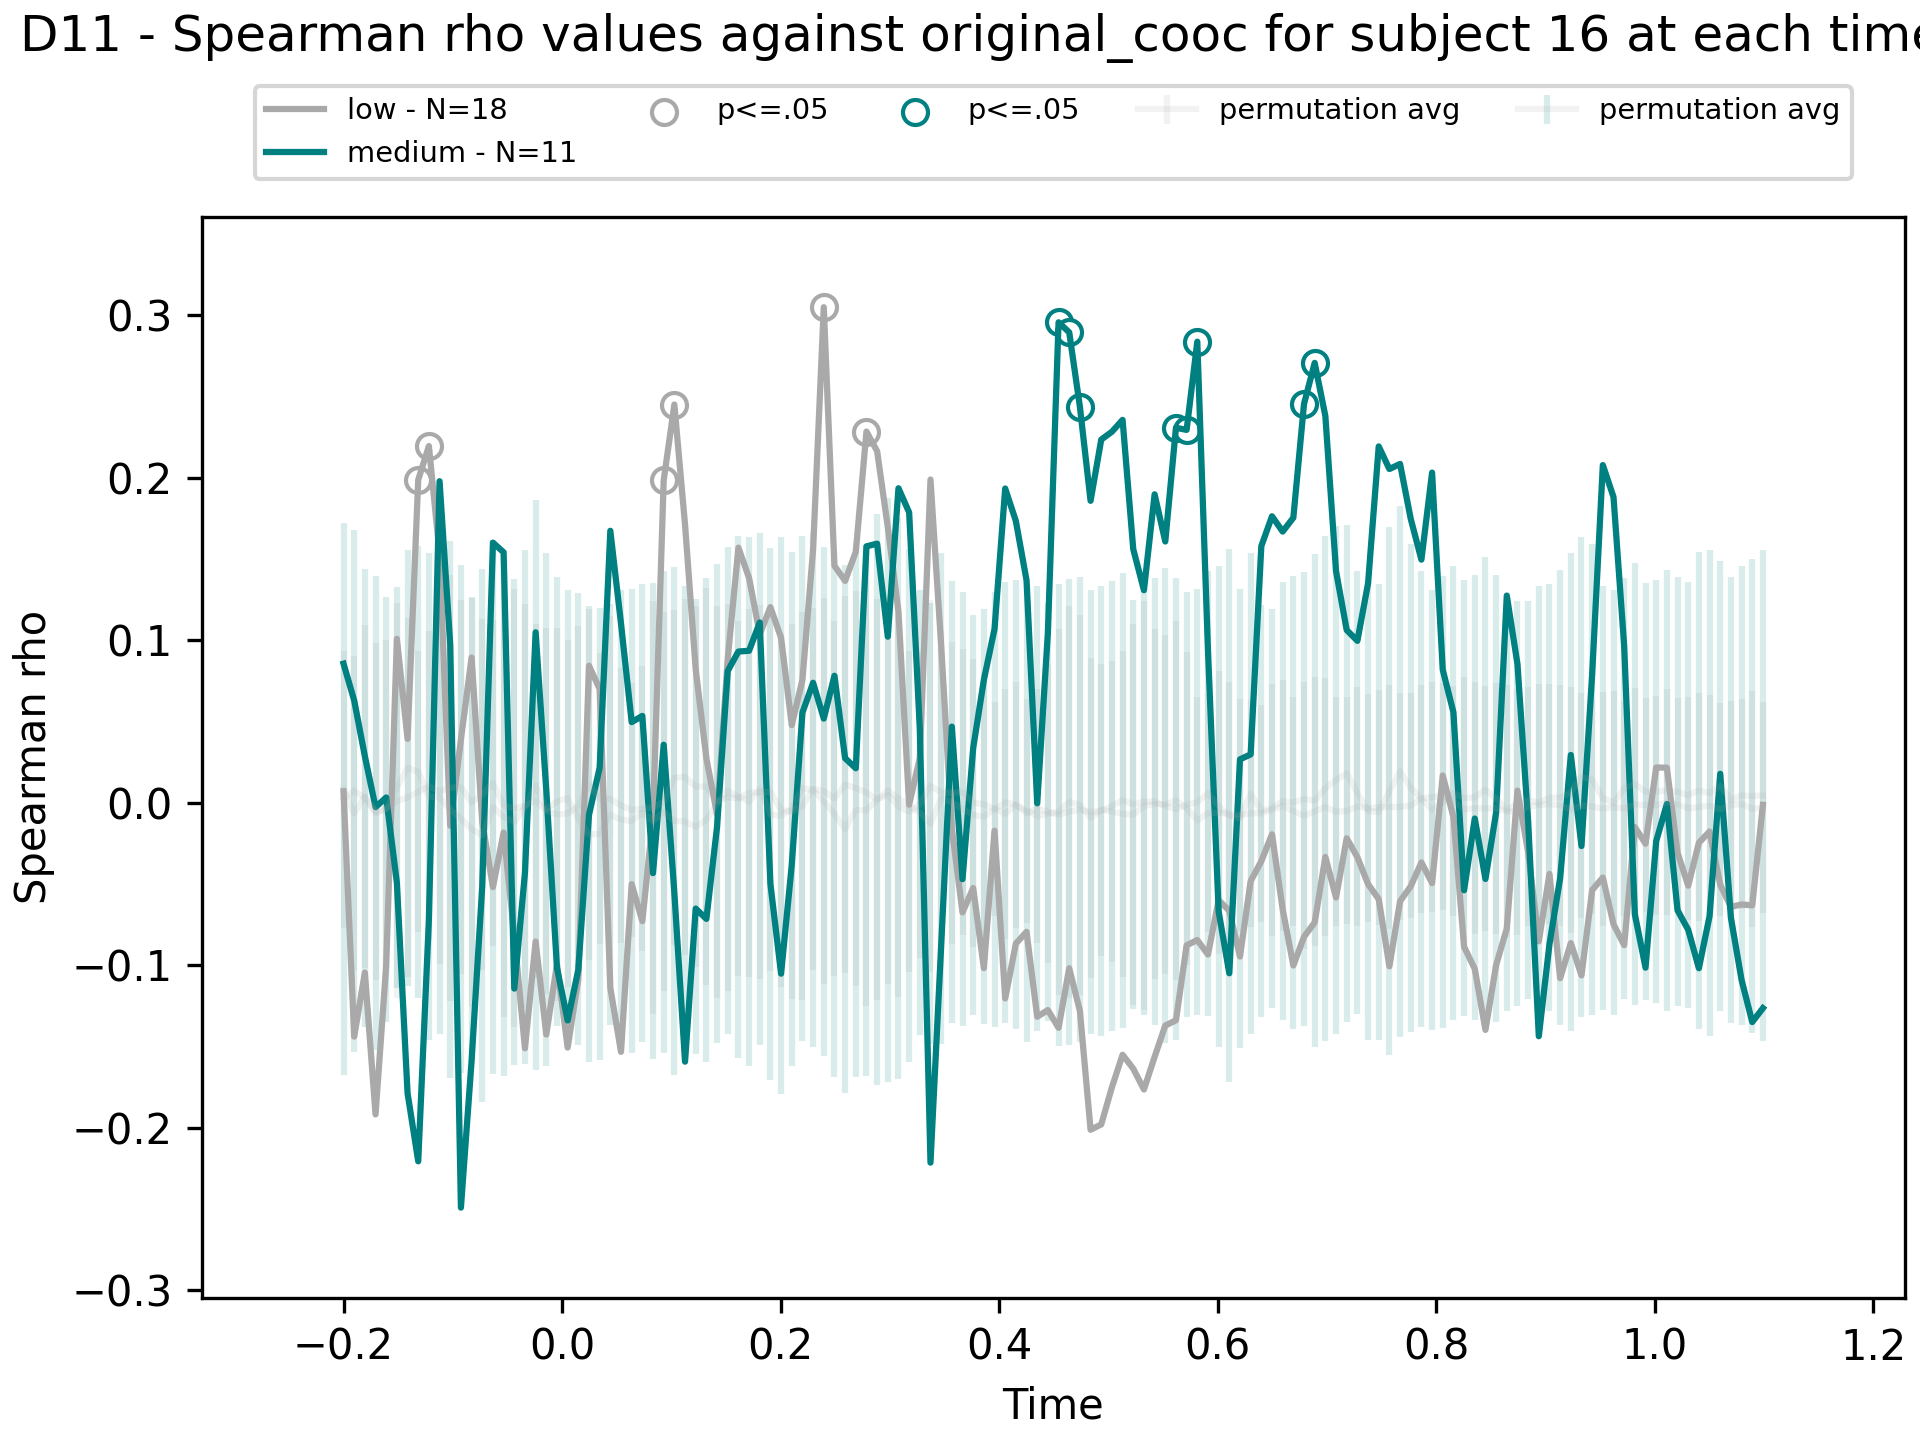 D11 - Spearman rho values against original_cooc for subject 16 at each time
low - N=18
medium - N=11
p<=.05
p<=.05
permutation avg
permutation avg
Spearman rho
0.3
0.2
0.1
0.0
−0.1
−0.2
−0.3
−0.2 0.0 0.2 0.4 0.6 0.8 1.0 1.2
Time